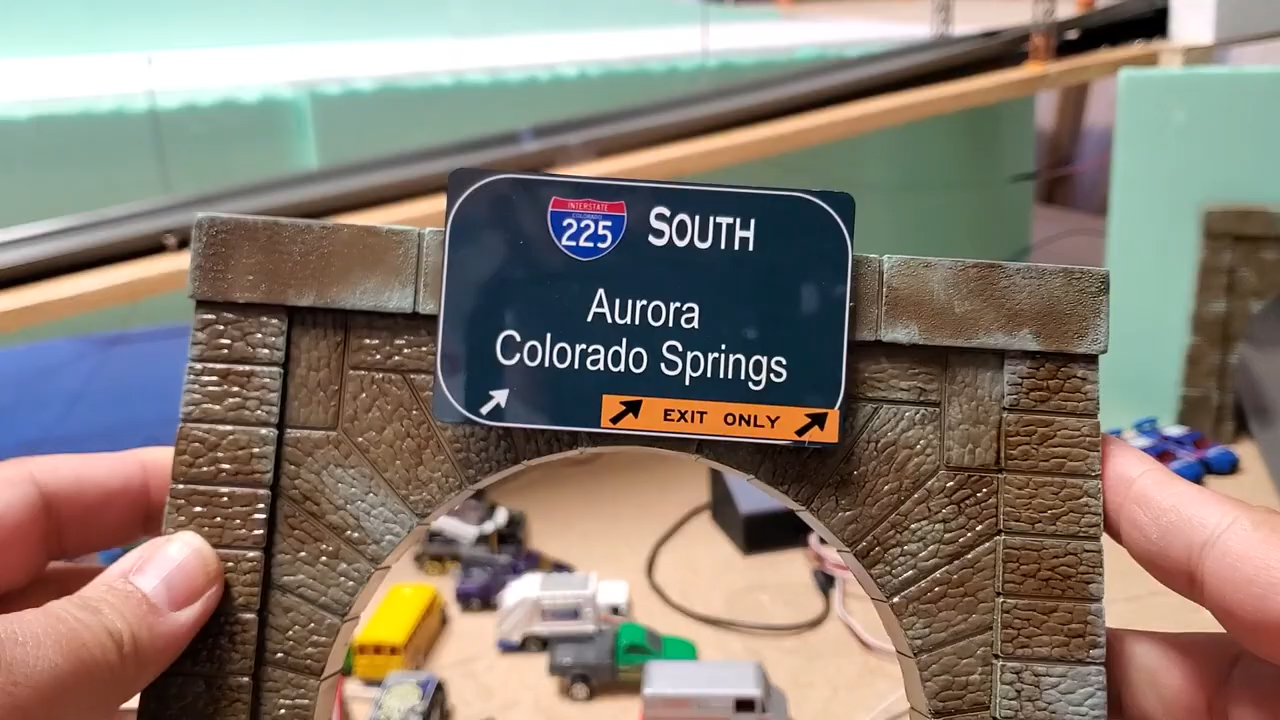 INTERSTATE
COLORADO
225 SOUTH
Aurora
Colorado Springs
EXIT ONLY